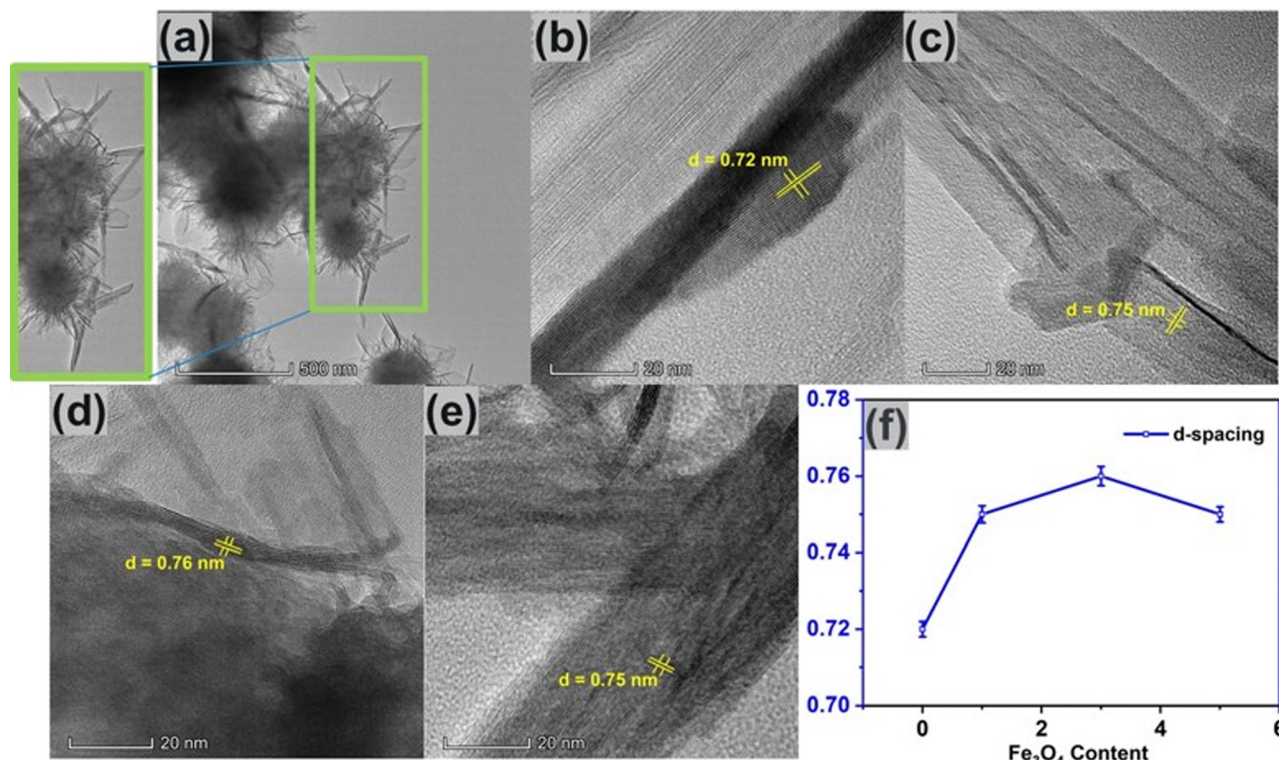 (a)
500 nm
(b)
d = 0.72 nm
20 nm
(c)
d = 0.75 nm
20 nm
(d)
d = 0.76 nm
20 nm
(e)
d = 0.75 nm
20 nm
(f)
d-spacing
0.78
0.76
0.74
0.72
0.70
0 2 4 6
Content